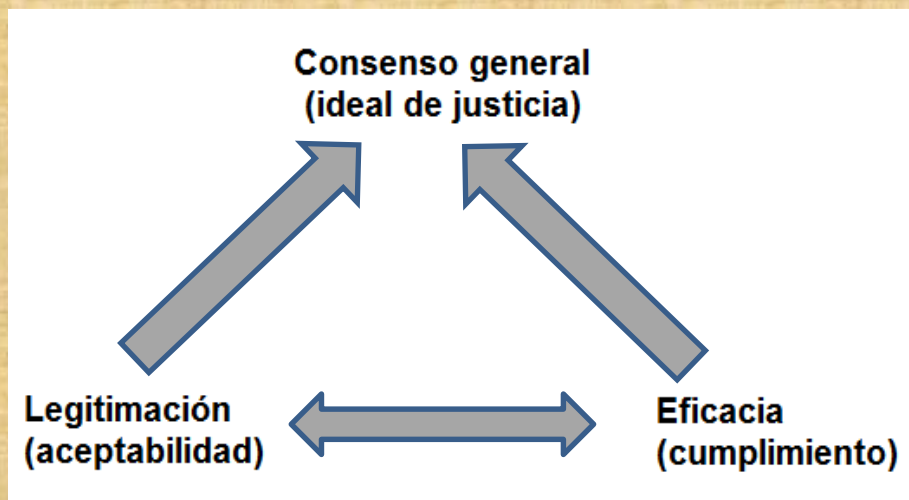 Consenso general
(ideal de justicia)
Legitimación
(aceptabilidad)
Eficacia
(cumplimiento)